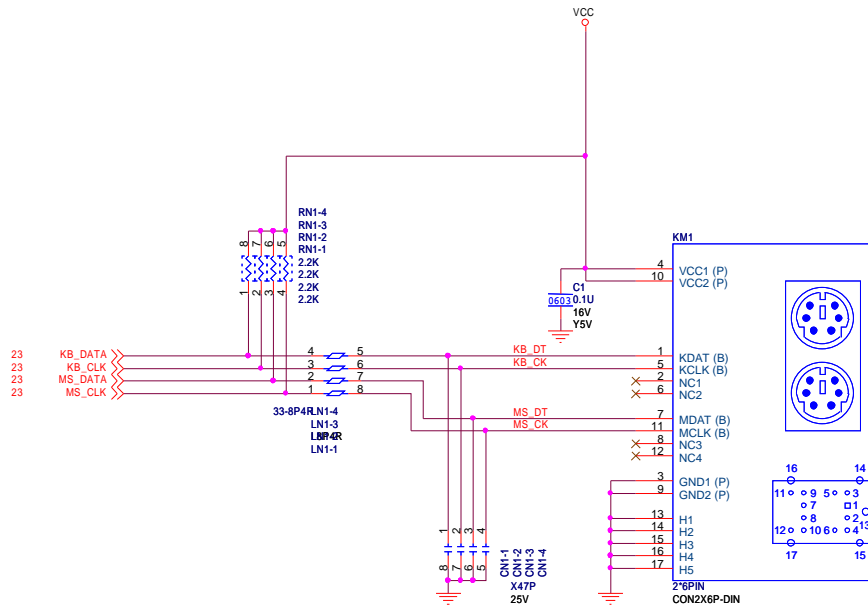 VCC
RN1-4
RN1-3
RN1-2
RN1-1
2.2K
2.2K
2.2K
2.2K
8 7 6 5
1 2 3 4
KM1
C1
0603 0.1U
16V
Y5V
4 VCC1 (P)
10 VCC2 (P)
23 KB_DATA 4 5 KB_DT 1 KDAT (B)
23 KB_CLK 3 6 KB_CK 5 KCLK (B)
23 MS_DATA 2 7 2 NC1
23 MS_CLK 1 8 6 NC2
33-8P4R LN1-4
LN1-3
LN1-1
MS_DT 7 MDAT (B)
MS_CK 11 MCLK (B)
8 NC3
12 NC4
3 GND1 (P)
9 GND2 (P)
13 H1
14 H2
15 H3
16 H4
17 H5
16 14
11 9 5 3
7 1
8 2 13
12 10 6 4
17 15
1 2 3 4
8 7 6 5
CN1-1
CN1-2
CN1-3
CN1-4
X47P
25V
2*6PIN
CON2X6P-DIN